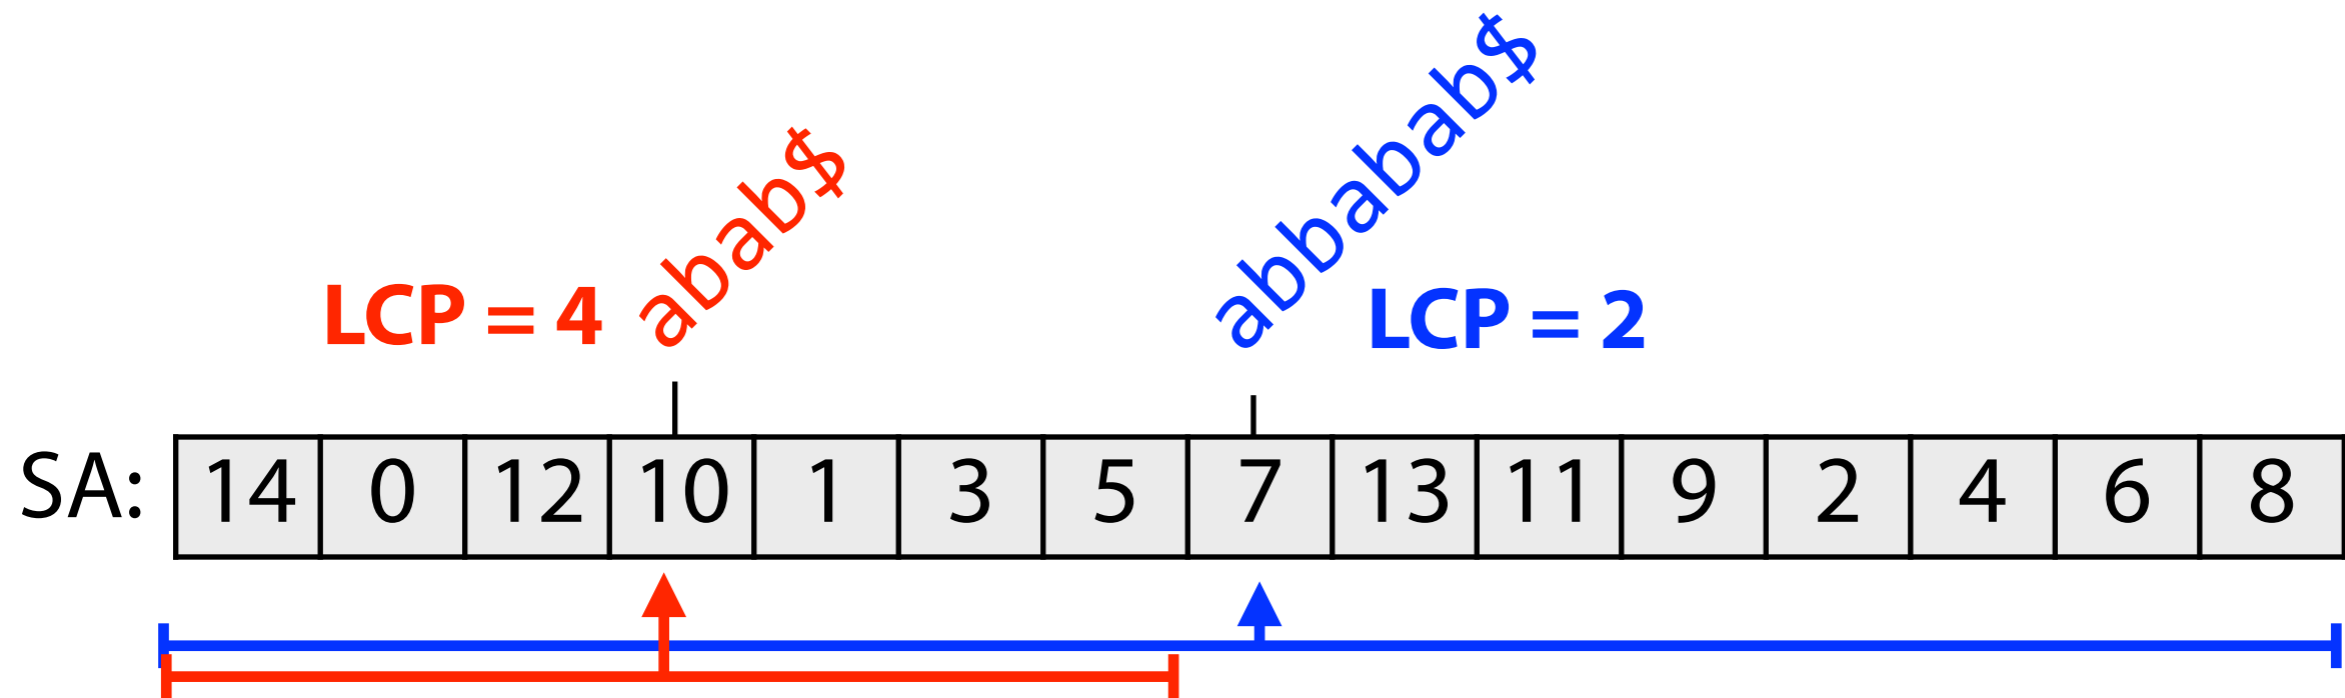 abab$
abbabab$
LCP = 4
LCP = 2
SA: 14 0 12 10 1 3 5 7 13 11 9 2 4 6 8